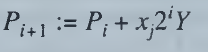 P_{i+1} := P_i + x_j 2^i Y